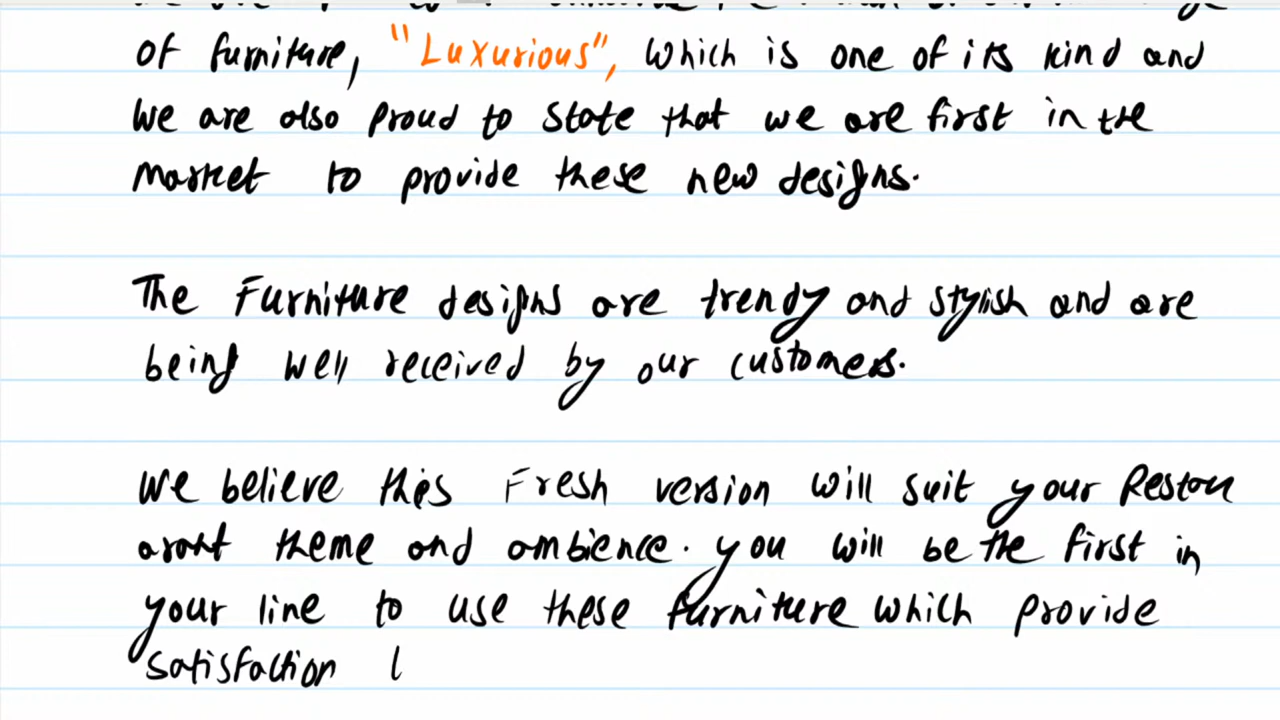 of furniture, "Luxurious", which is one of its kind and
we are also proud to state that we are first in the
market to provide these new designs.
The Furniture designs are trendy and stylish and are
being well received by our customers.
We believe this Fresh version will suit your
theme and ambience. you will be the first in
your line to use these furniture which provide
satisfaction